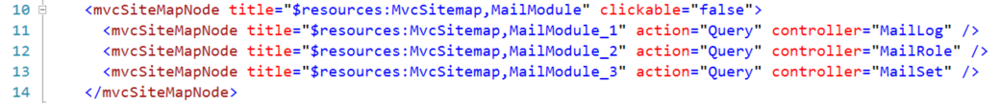 10 <mvcSiteMapNode title="$resources:MvcSitemap,MailModule" clickable="false">
11 <mvcSiteMapNode title="$resources:MvcSitemap,MailModule_1" action="Query" controller="MailLog" />
12 <mvcSiteMapNode title="$resources:MvcSitemap,MailModule_2" action="Query" controller="MailRole" />
13 <mvcSiteMapNode title="$resources:MvcSitemap,MailModule_3" action="Query" controller="MailSet" />
14 </mvcSiteMapNode>